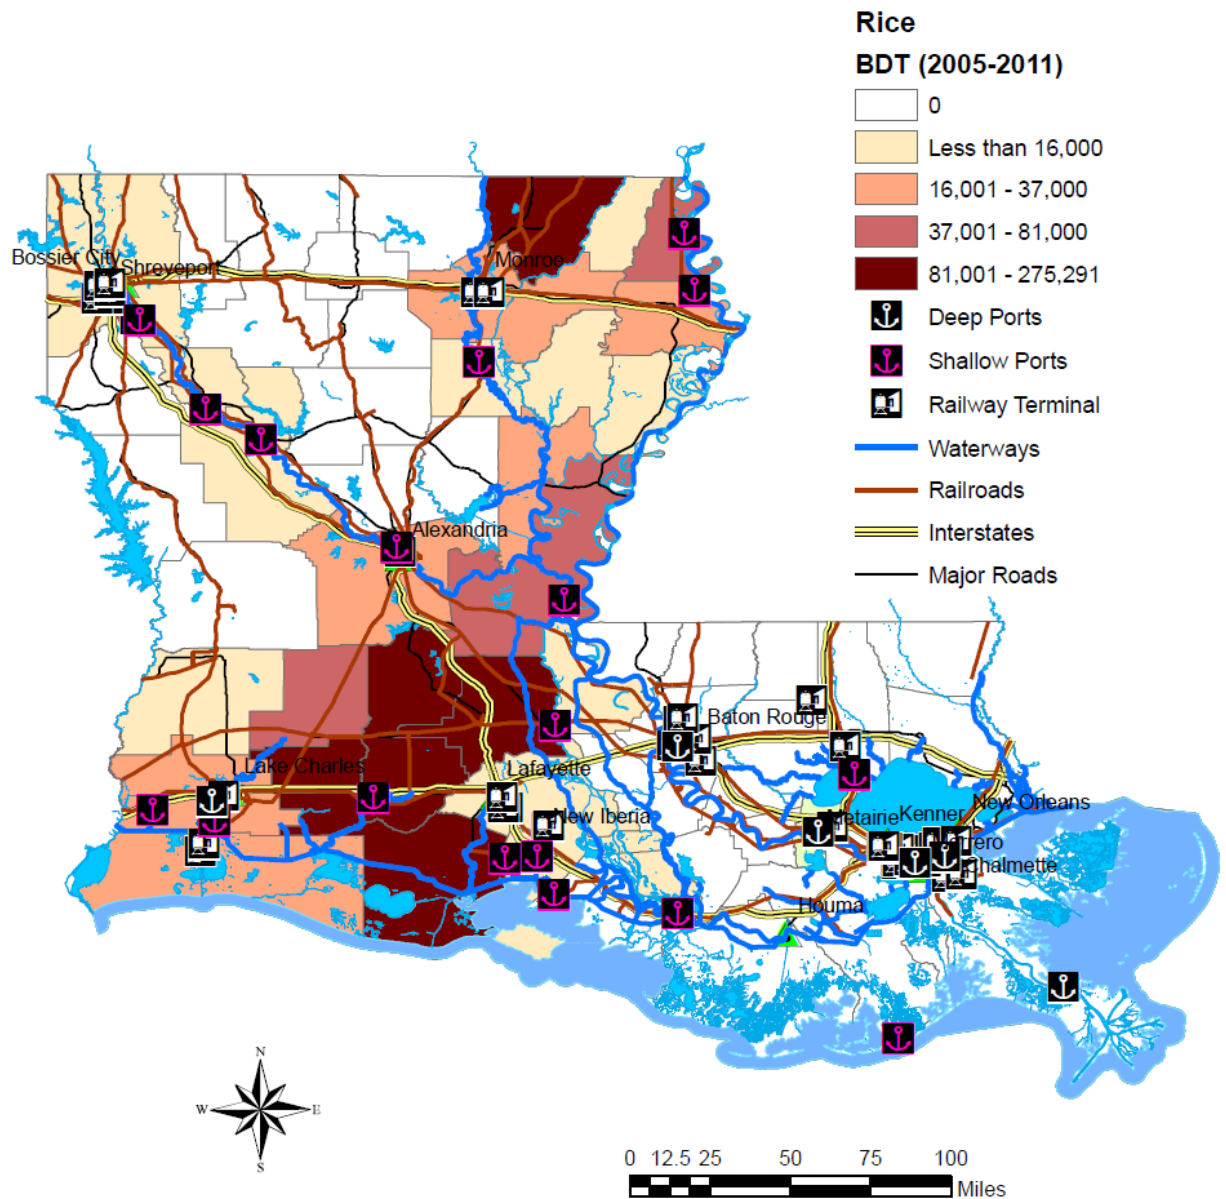 Rice
BDT (2005-2011)
0
Less than 16,000
16,001 - 37,000
37,001 - 81,000
81,001 - 275,291
Deep Ports
Shallow Ports
Railway Terminal
Waterways
Railroads
Interstates
Major Roads
Bossier City
Shreveport
Monroe
Alexandria
Baton Rouge
Lake Charles
Lafayette
New Iberia
Metairie
Kenner
New Orleans
rrero
Chalmette
Houma
N
W
E
S
0 12.5 25 50 75 100
Miles